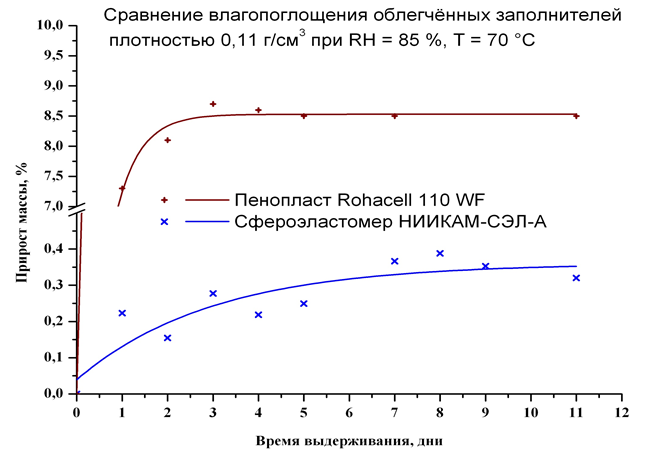 Сравнение влагопоглощения облегчённых заполнителей
плотностью 0,11 г/см³ при RH = 85 %, T = 70 °C
Прирост массы, %
10,0
9,5
9,0
8,5
8,0
7,5
7,0
0,4
0,2
0,2
0,0
Пенопласт Rohacell 110 WF
Сфероэластомер НИИКАМ-СЭЛ-А
0 1 2 3 4 5 6 7 8 9 10 11 12
Время выдерживания, дни